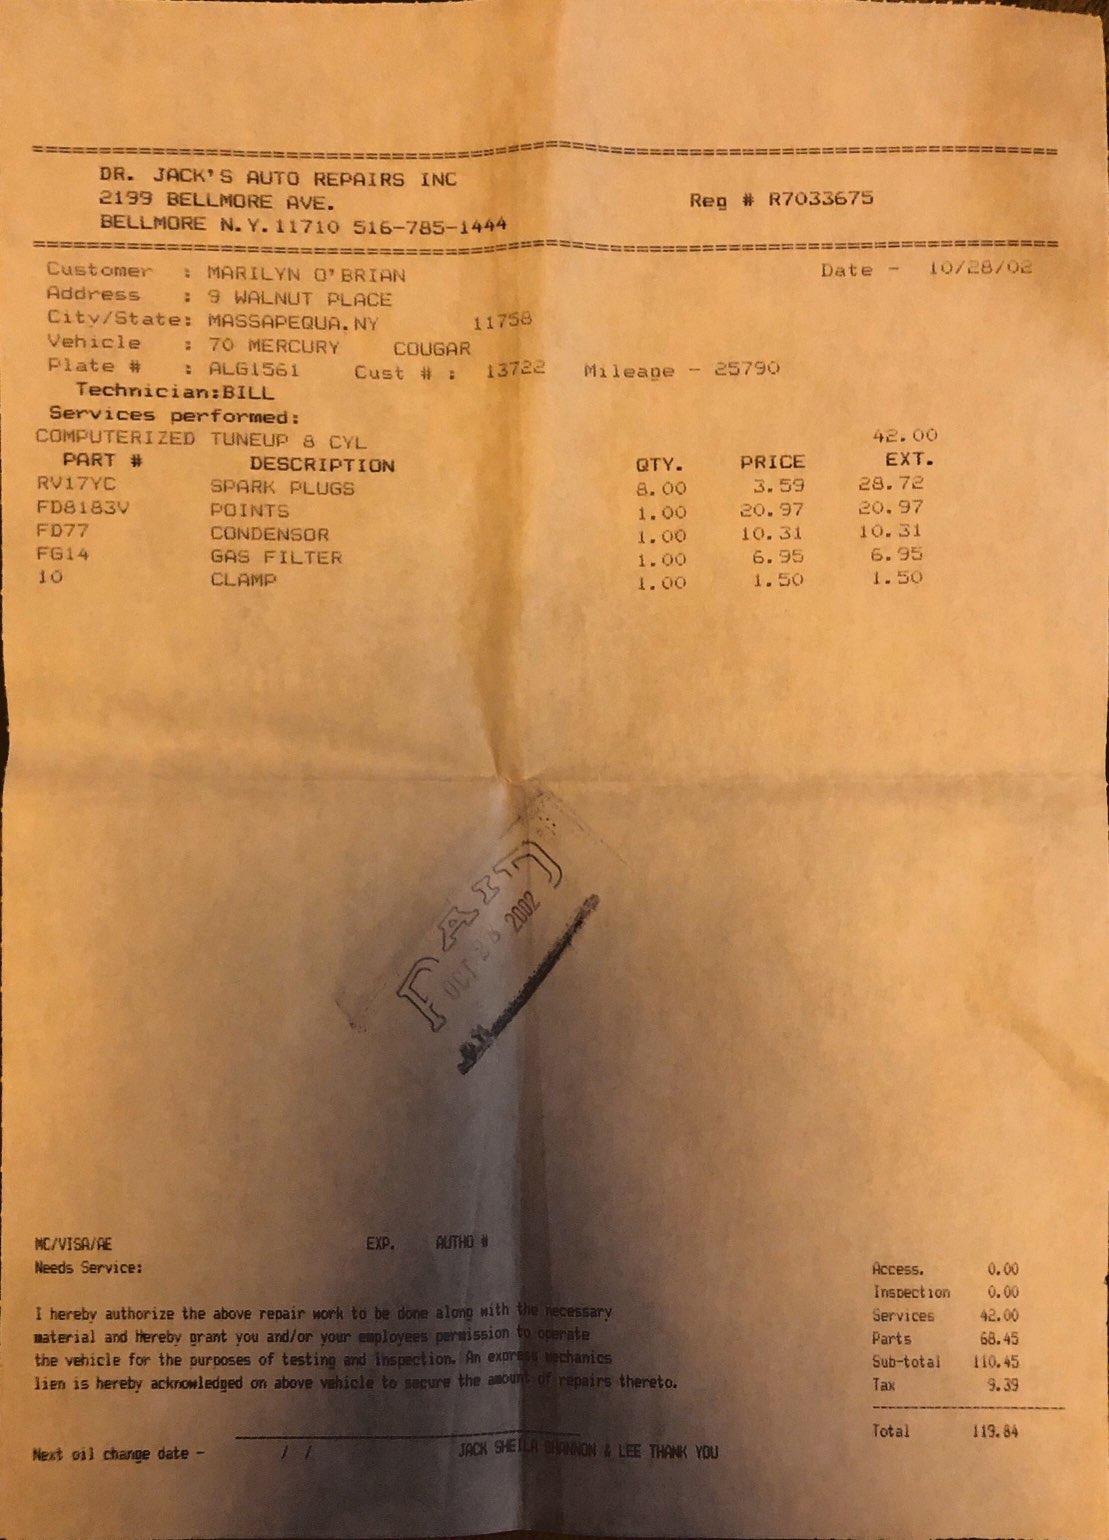 ================================================================
DR. JACK'S AUTO REPAIRS INC
2199 BELLMORE AVE. Reg # R7033675
BELLMORE N.Y. 11710 516-785-1444
================================================================
Customer : MARILYN O'BRIAN Date - 10/28/02
Address : 9 WALNUT PLACE
City/State: MASSAPEQUA.NY 11758
Vehicle : 70 MERCURY COUGAR
Plate # : ALG1561 Cust # : 13722 Mileage - 25790
Technician:BILL
Services performed:
COMPUTERIZED TUNEUP 8 CYL 42.00
PART # DESCRIPTION QTY. PRICE EXT.
RV17YC SPARK PLUGS 8.00 3.59 28.72
FD8183V POINTS 1.00 20.97 20.97
FD77 CONDENSOR 1.00 10.31 10.31
FG14 GAS FILTER 1.00 6.95 6.95
10 CLAMP 1.00 1.50 1.50
PAID
OCT 28 2002
MC/VISA/AE EXP. AUTHO #
Needs Service:
Access. 0.00
Inspection 0.00
Services 42.00
Parts 68.45
Sub-total 110.45
Tax 9.39
Total 119.84
I hereby authorize the above repair work to be done along with the necessary
material and Hereby grant you and/or your employees permission to operate
the vehicle for the purposes of testing and inspection. An express mechanics
lien is hereby acknowledged on above vehicle to secure the amount of repairs thereto.
Next oil change date - / / JACK SHEILA SHANNON & LEE THANK YOU